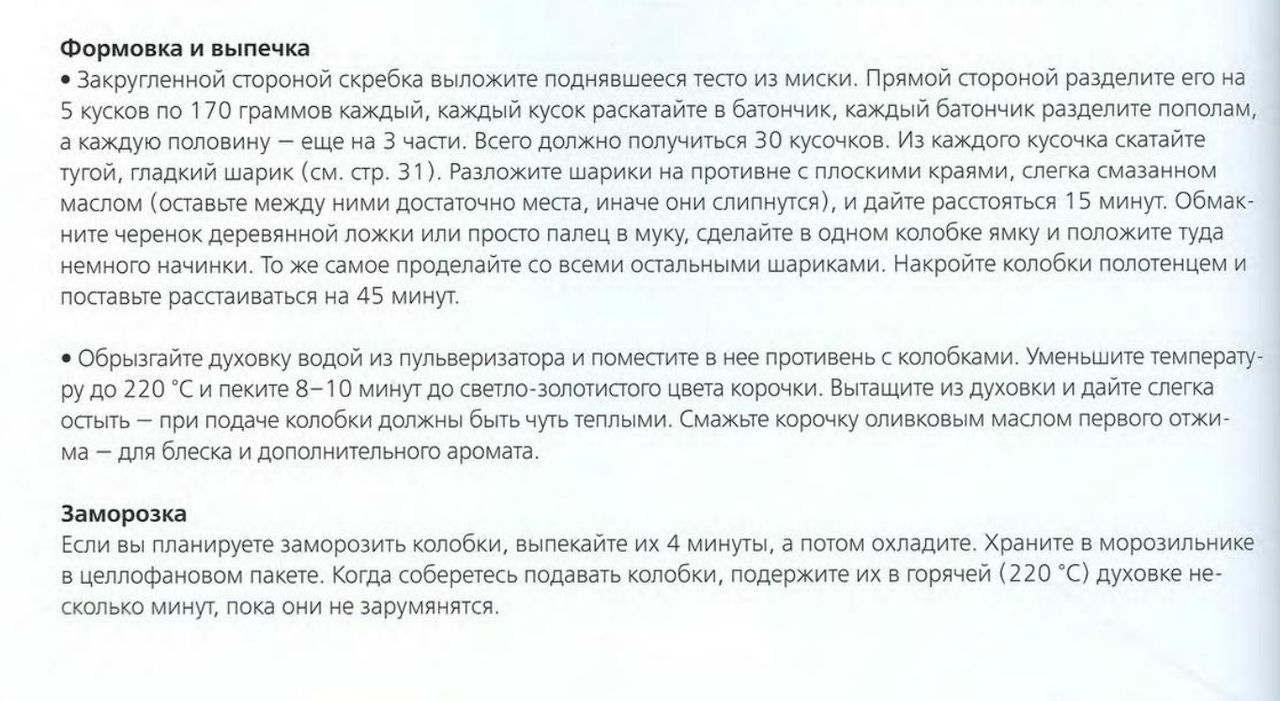 Формовка и выпечка
• Закругленной стороной скребка выложите поднявшееся тесто из миски. Прямой стороной разделите его на
5 кусков по 170 граммов каждый, каждый кусок раскатайте в батончик, каждый батончик разделите пополам,
а каждую половину — еще на 3 части. Всего должно получиться 30 кусочков. Из каждого кусочка скатайте
тугой, гладкий шарик (см. стр. 31). Разложите шарики на противне с плоскими краями, слегка смазанном
маслом (оставьте между ними достаточно места, иначе они слипнутся), и дайте расстояться 15 минут. Обмак-
ните черенок деревянной ложки или просто палец в муку, сделайте в одном колобке ямку и положите туда
немного начинки. То же самое проделайте со всеми остальными шариками. Накройте колобки полотенцем и
поставьте расстаиваться на 45 минут.
• Обрызгайте духовку водой из пульверизатора и поместите в нее противень с колобками. Уменьшите температу-
ру до 220 °C и пеките 8–10 минут до светло-золотистого цвета корочки. Вытащите из духовки и дайте слегка
остыть — при подаче колобки должны быть чуть теплыми. Смажьте корочку оливковым маслом первого отжи-
ма — для блеска и дополнительного аромата.
Заморозка
Если вы планируете заморозить колобки, выпекайте их 4 минуты, а потом охладите. Храните в морозильнике
в целлофановом пакете. Когда соберетесь подавать колобки, подержите их в горячей (220 °C) духовке не-
сколько минут, пока они не зарумянятся.